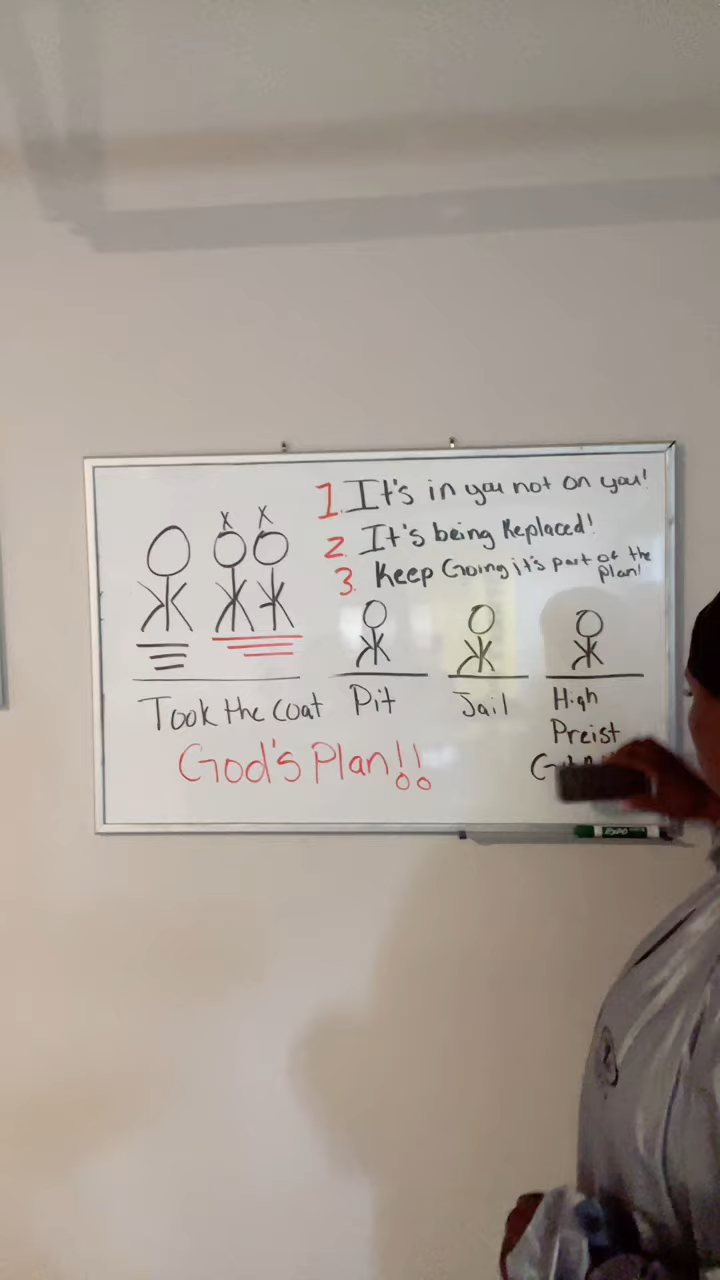 1. It's in you not on you!
2. It's being Replaced!
3. Keep Going it's part of the
plan!
Took the coat
Pit
Jail
High
Preist
God's Plan!!
EXPO